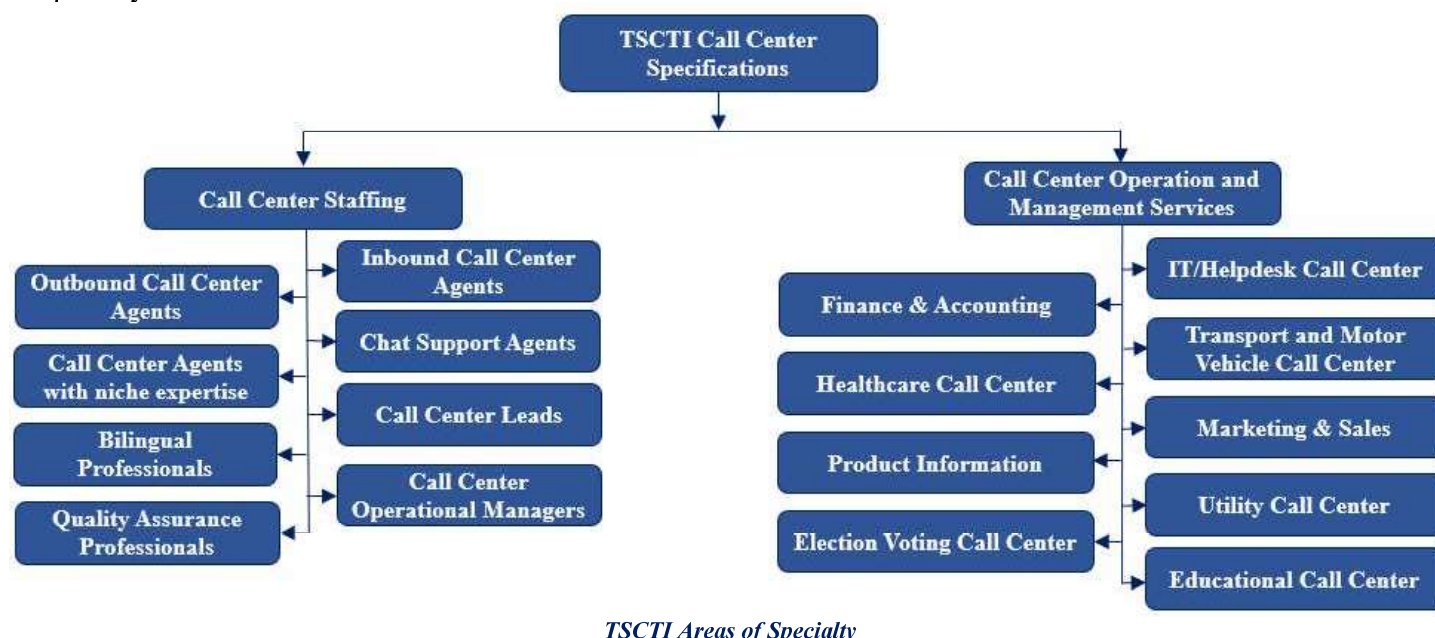 TSCTI Call Center
Specifications
Call Center Staffing
Outbound Call Center
Agents
Call Center Agents
with niche expertise
Bilingual
Professionals
Quality Assurance
Professionals
Inbound Call Center
Agents
Chat Support Agents
Call Center Leads
Call Center
Operational Managers
Call Center Operation and
Management Services
Finance & Accounting
Healthcare Call Center
Product Information
Election Voting Call Center
IT/Helpdesk Call Center
Transport and Motor
Vehicle Call Center
Marketing & Sales
Utility Call Center
Educational Call Center
TSCTI Areas of Specialty